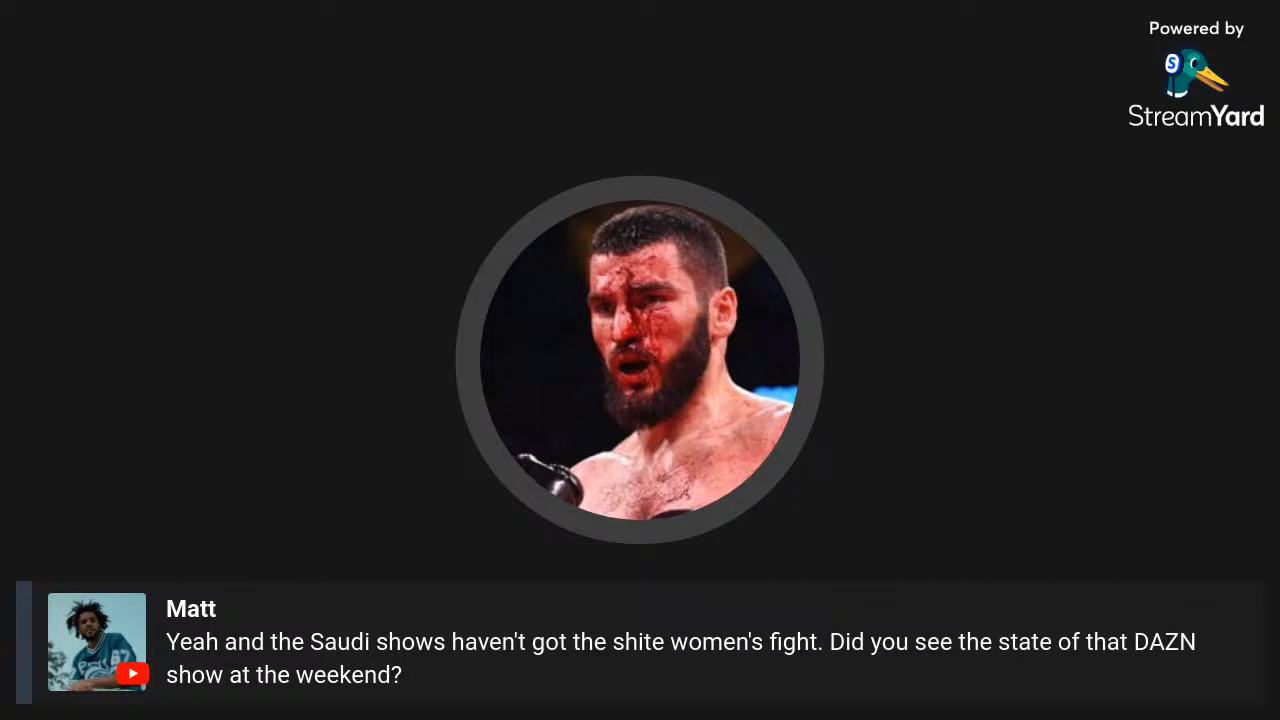 Powered by
S
StreamYard
Matt
Yeah and the Saudi shows haven't got the shite women's fight. Did you see the state of that DAZN
show at the weekend?